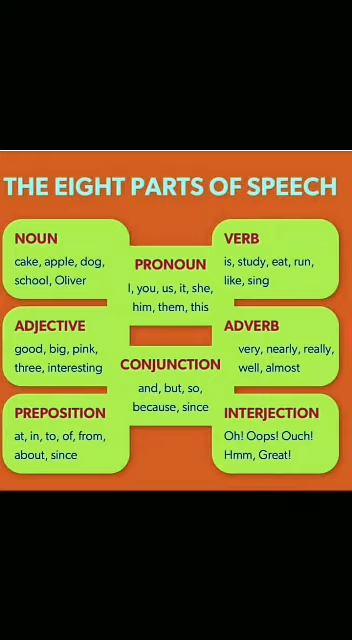 THE EIGHT PARTS OF SPEECH
NOUN
cake, apple, dog,
school, Oliver
PRONOUN
I, you, us, it, she,
him, them, this
VERB
is, study, eat, run,
like, sing
ADJECTIVE
good, big, pink,
three, interesting
CONJUNCTION
and, but, so,
because, since
ADVERB
very, nearly, really,
well, almost
PREPOSITION
at, in, to, of, from,
about, since
INTERJECTION
Oh! Oops! Ouch!
Hmm, Great!